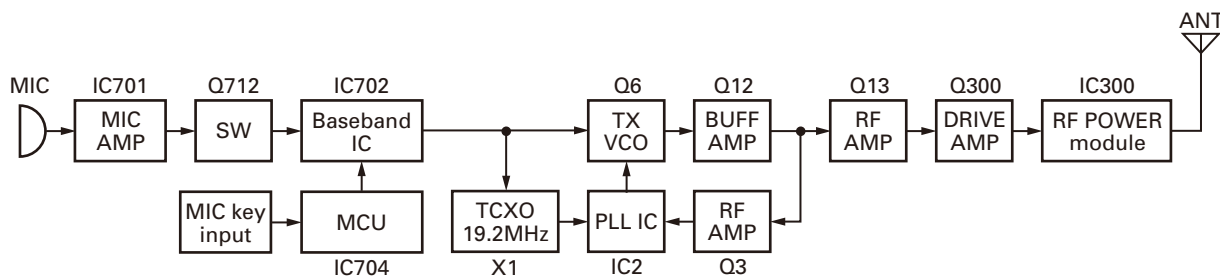 ANT
MIC
IC701
Q712
IC702
Q6
Q12
Q13
Q300
IC300
MIC
AMP
SW
Baseband
IC
TX
VCO
BUFF
AMP
RF
AMP
DRIVE
AMP
RF POWER
module
MIC key
input
MCU
TCXO
19.2MHz
PLL IC
RF
AMP
IC704
X1
IC2
Q3